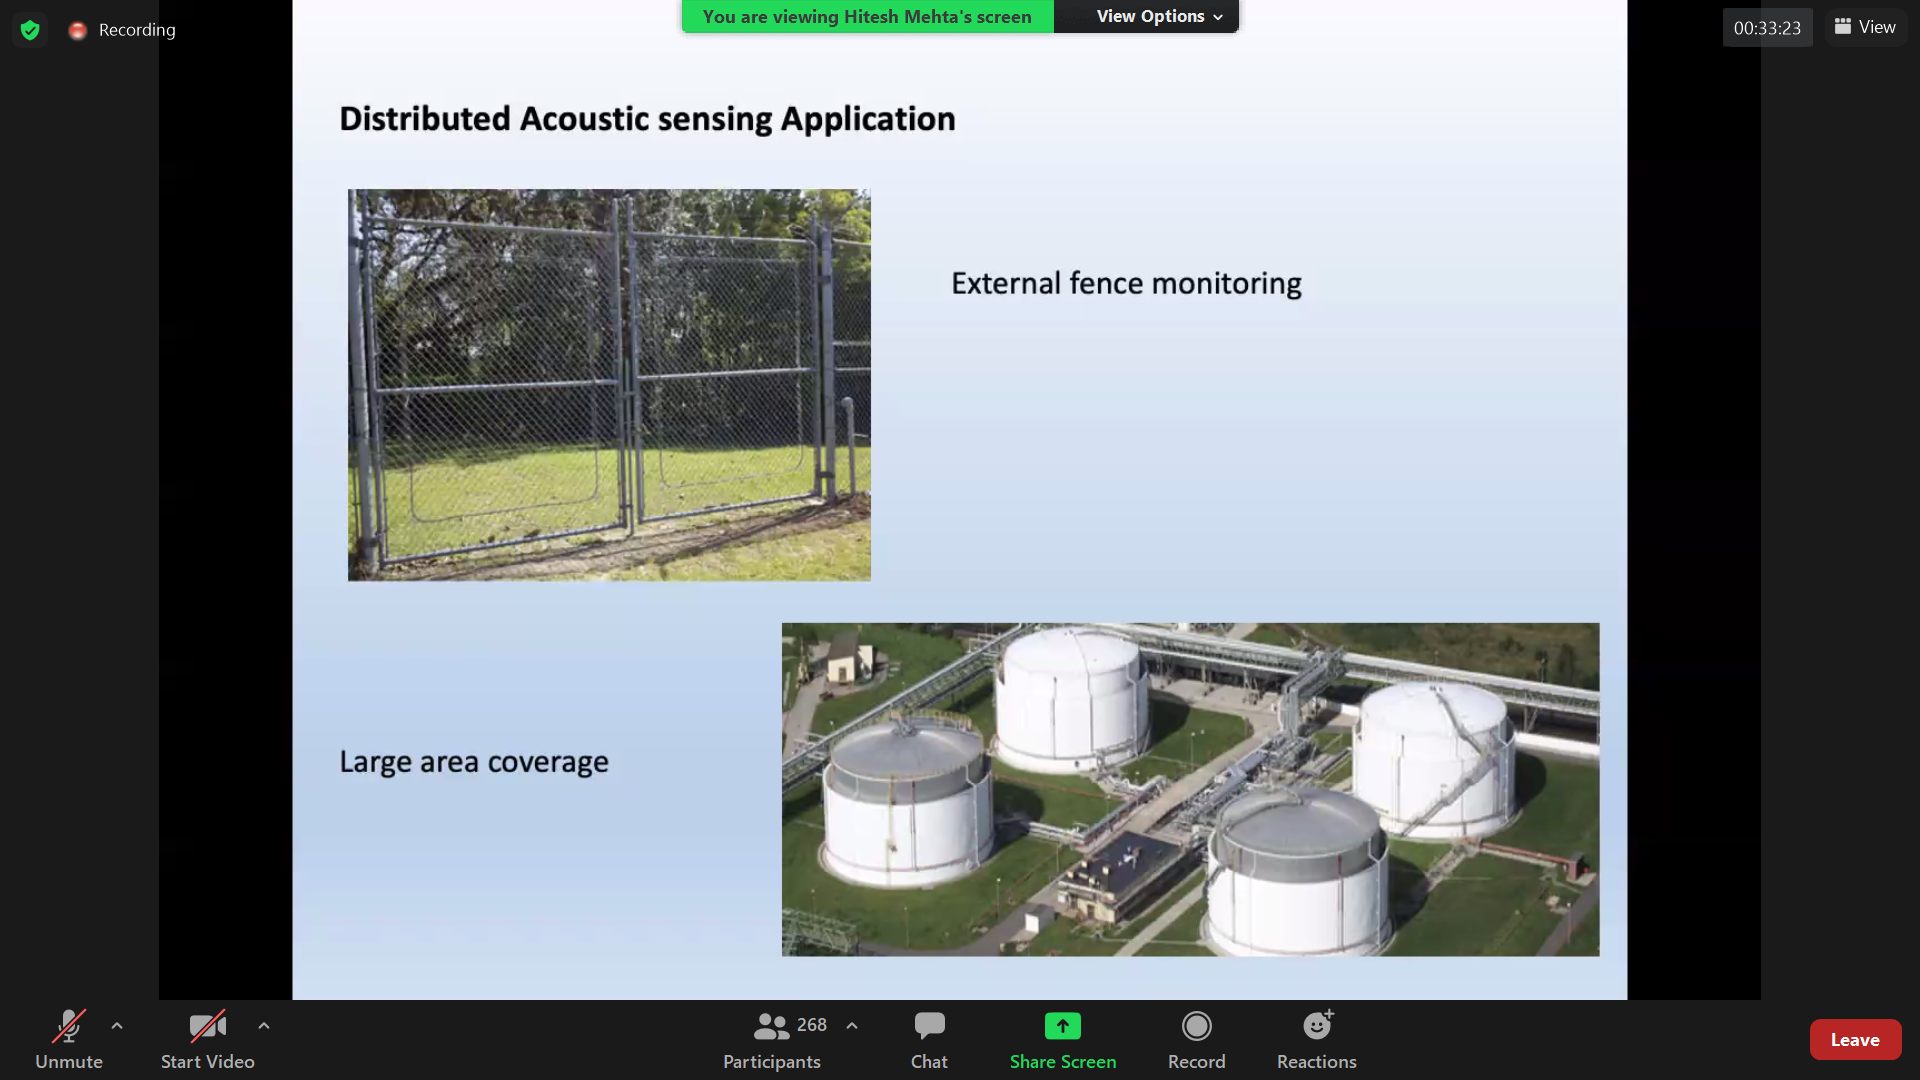 You are viewing Hitesh Mehta's screen
View Options
Recording
00:33:23
View
Distributed Acoustic sensing Application
External fence monitoring
Large area coverage
268
Unmute
Start Video
Participants
Chat
Share Screen
Record
Reactions
Leave